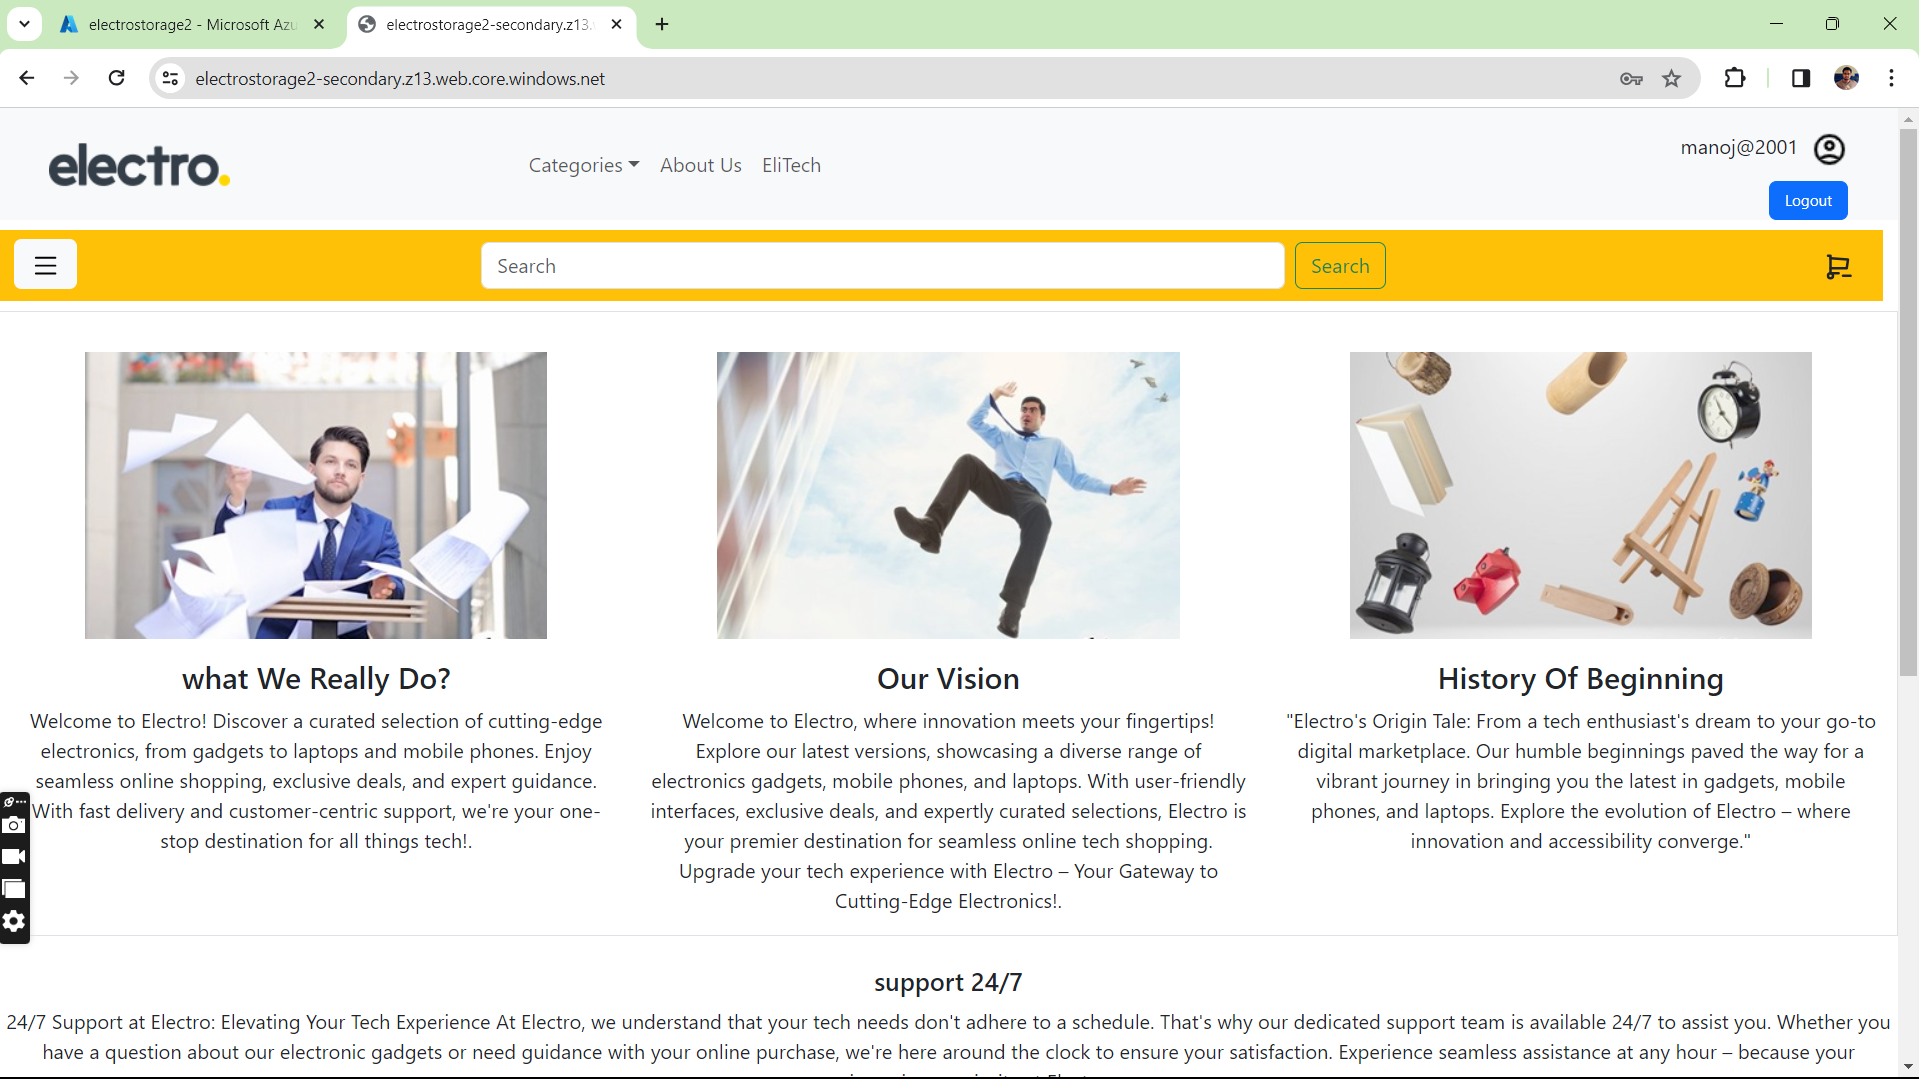 electrostorage2 - Microsoft Azu
electrostorage2-secondary.z13.
electrostorage2-secondary.z13.web.core.windows.net
electro.
Categories
About Us
EliTech
manoj@2001
Logout
Search
Search
what We Really Do?
Welcome to Electro! Discover a curated selection of cutting-edge
electronics, from gadgets to laptops and mobile phones. Enjoy
seamless online shopping, exclusive deals, and expert guidance.
With fast delivery and customer-centric support, we're your one-
stop destination for all things tech!.
Our Vision
Welcome to Electro, where innovation meets your fingertips!
Explore our latest versions, showcasing a diverse range of
electronics gadgets, mobile phones, and laptops. With user-friendly
interfaces, exclusive deals, and expertly curated selections, Electro is
your premier destination for seamless online tech shopping.
Upgrade your tech experience with Electro – Your Gateway to
Cutting-Edge Electronics!.
History Of Beginning
"Electro's Origin Tale: From a tech enthusiast's dream to your go-to
digital marketplace. Our humble beginnings paved the way for a
vibrant journey in bringing you the latest in gadgets, mobile
phones, and laptops. Explore the evolution of Electro – where
innovation and accessibility converge."
support 24/7
24/7 Support at Electro: Elevating Your Tech Experience At Electro, we understand that your tech needs don't adhere to a schedule. That's why our dedicated support team is available 24/7 to assist you. Whether you
have a question about our electronic gadgets or need guidance with your online purchase, we're here around the clock to ensure your satisfaction. Experience seamless assistance at any hour – because your